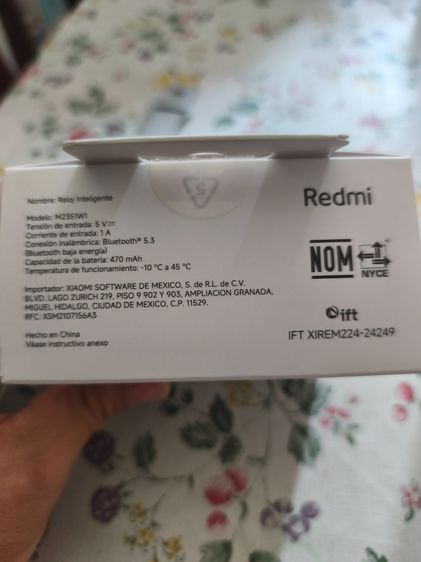 Nombre: Reloj Inteligente
Redmi
Modelo: M2351W1
Tensión de entrada: 5 V⎓
Corriente de entrada: 1 A
Conexión inalámbrica: Bluetooth® 5.3
(Bluetooth baja energía)
Capacidad de la batería: 470 mAh
Temperatura de funcionamiento: -10 °C a 45 °C
NOM
NYCE
Importador: XIAOMI SOFTWARE DE MEXICO, S. de R.L. de C.V.
BLVD. LAGO ZURICH 219, PISO 9 902 Y 903, AMPLIACION GRANADA,
MIGUEL HIDALGO, CIUDAD DE MEXICO, C.P. 11529.
RFC: XSM2107156A3
ift
IFT XIREM224-24249
Hecho en China
Véase instructivo anexo
5